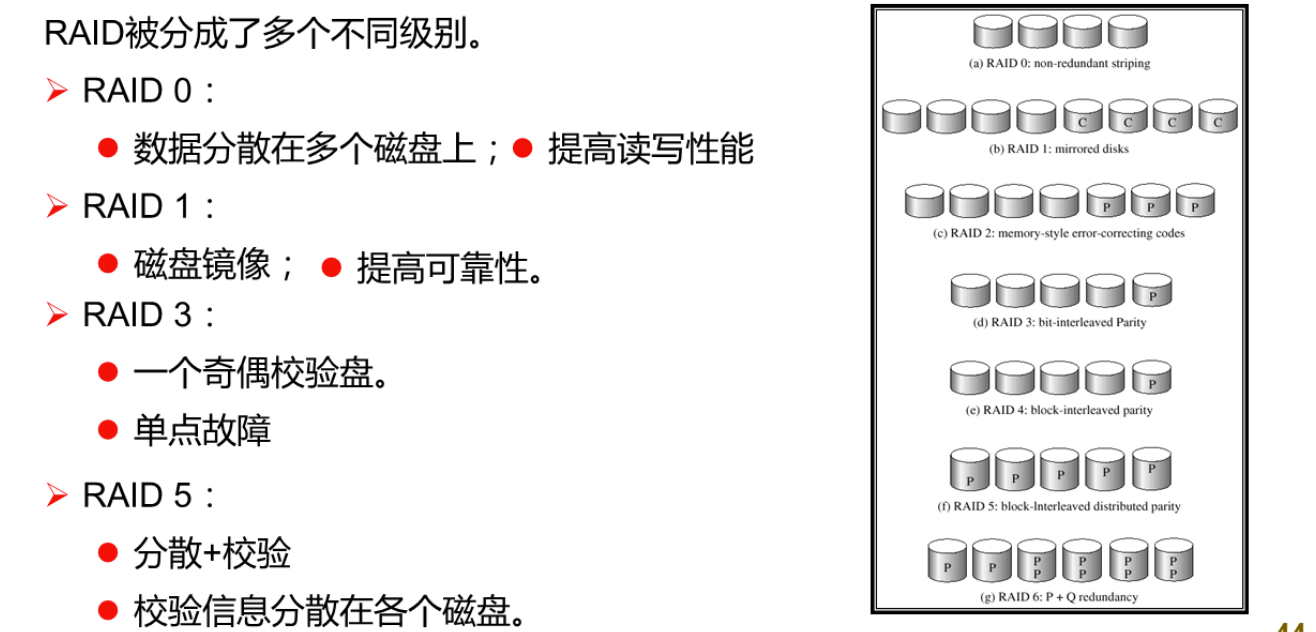 RAID被分成了多个不同级别。
➢ RAID 0：
● 数据分散在多个磁盘上；● 提高读写性能
➢ RAID 1：
● 磁盘镜像； ● 提高可靠性。
➢ RAID 3：
● 一个奇偶校验盘。
● 单点故障
➢ RAID 5：
● 分散+校验
● 校验信息分散在各个磁盘。
(a) RAID 0: non-redundant striping
C C C C
(b) RAID 1: mirrored disks
P P P
(c) RAID 2: memory-style error-correcting codes
P
(d) RAID 3: bit-interleaved Parity
P
(e) RAID 4: block-interleaved parity
P P P P P
(f) RAID 5: block-Interleaved distributed parity
P P P P P P
P P P P
(g) RAID 6: P + Q redundancy